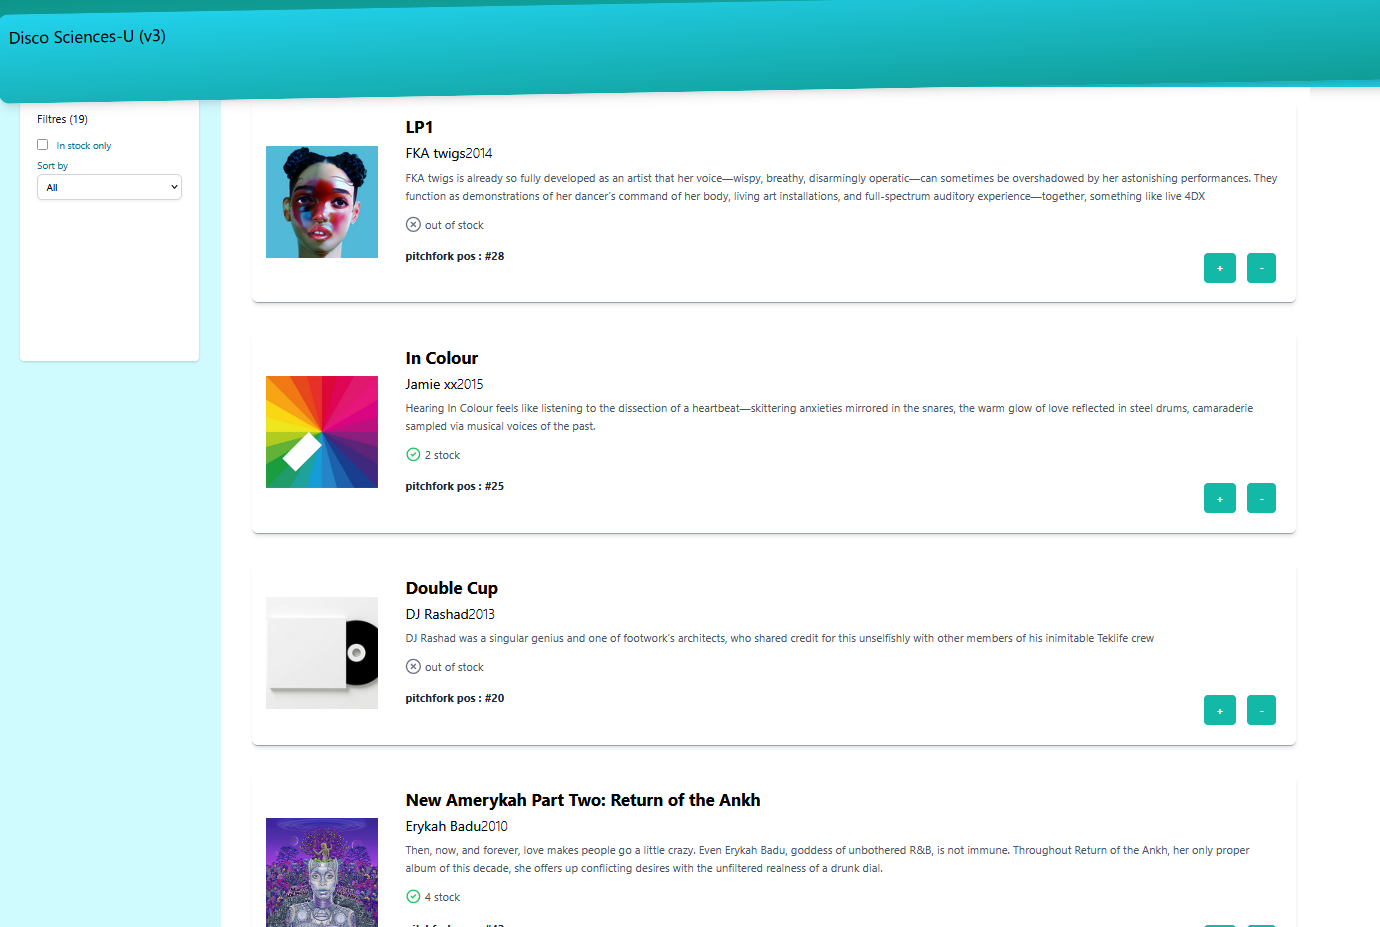 Disco Sciences-U (v3)
Filtres (19)
In stock only
Sort by
All
LP1
FKA twigs2014
FKA twigs is already so fully developed as an artist that her voice—wispy, breathy, disarmingly operatic—can sometimes be overshadowed by her astonishing performances. They
function as demonstrations of her dancer's command of her body, living art installations, and full-spectrum auditory experience—together, something like live 4DX
out of stock
pitchfork pos : #28
+ -
In Colour
Jamie xx2015
Hearing In Colour feels like listening to the dissection of a heartbeat—skittering anxieties mirrored in the snares, the warm glow of love reflected in steel drums, camaraderie
sampled via musical voices of the past.
2 stock
pitchfork pos : #25
+ -
Double Cup
DJ Rashad2013
DJ Rashad was a singular genius and one of footwork's architects, who shared credit for this unselfishly with other members of his inimitable Teklife crew
out of stock
pitchfork pos : #20
+ -
New Amerykah Part Two: Return of the Ankh
Erykah Badu2010
Then, now, and forever, love makes people go a little crazy. Even Erykah Badu, goddess of unbothered R&B, is not immune. Throughout Return of the Ankh, her only proper
album of this decade, she offers up conflicting desires with the unfiltered realness of a drunk dial.
4 stock